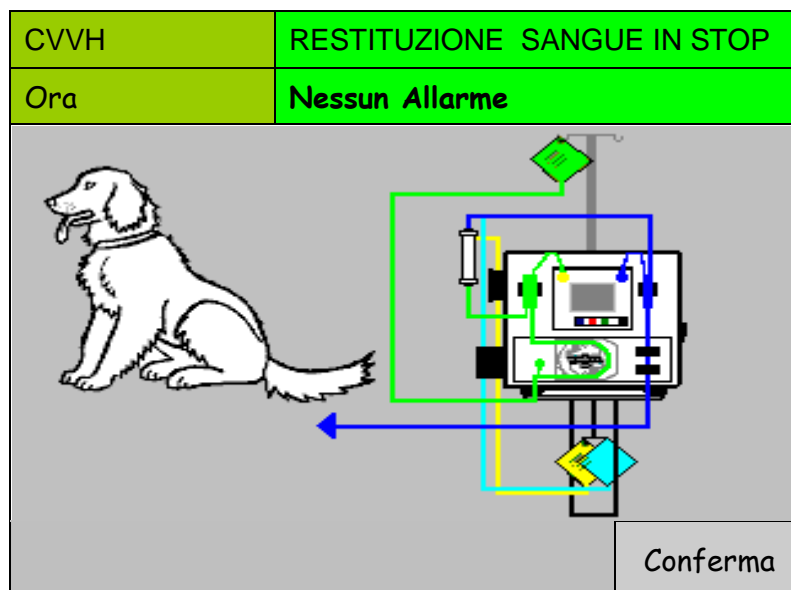 CVVH
RESTITUZIONE SANGUE IN STOP
Ora
Nessun Allarme
Conferma